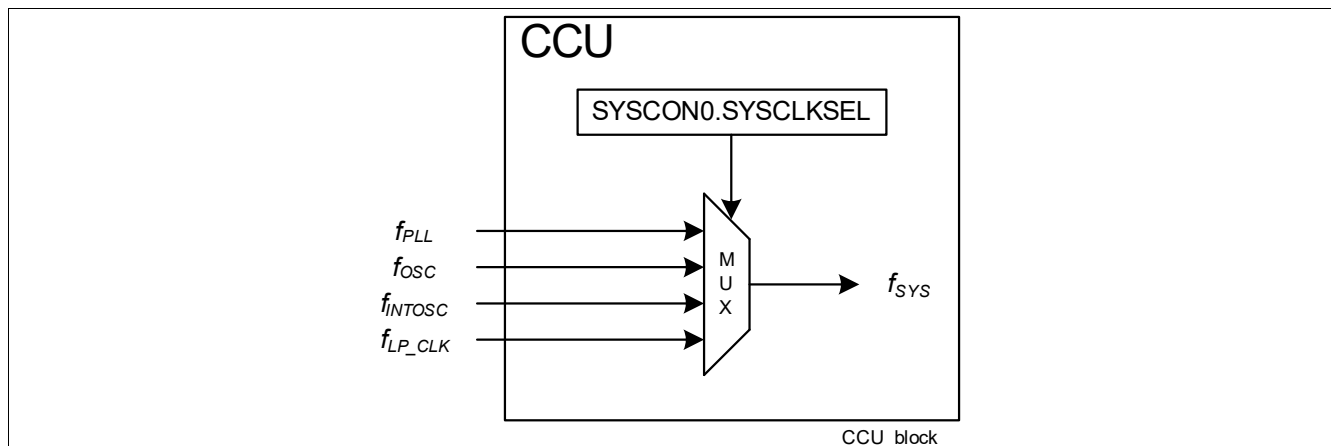 CCU
SYSCON0.SYSCLKSEL
fPLL
fOSC
fINTOSC
fLP_CLK
M
U
X
fSYS
CCU_block